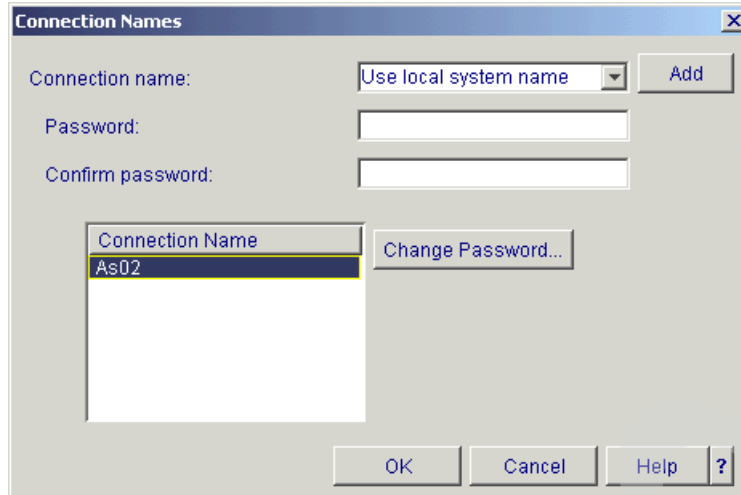 Connection Names
Connection name: Use local system name Add
Password:
Confirm password:
Connection Name
Change Password...
As02
OK Cancel Help ?